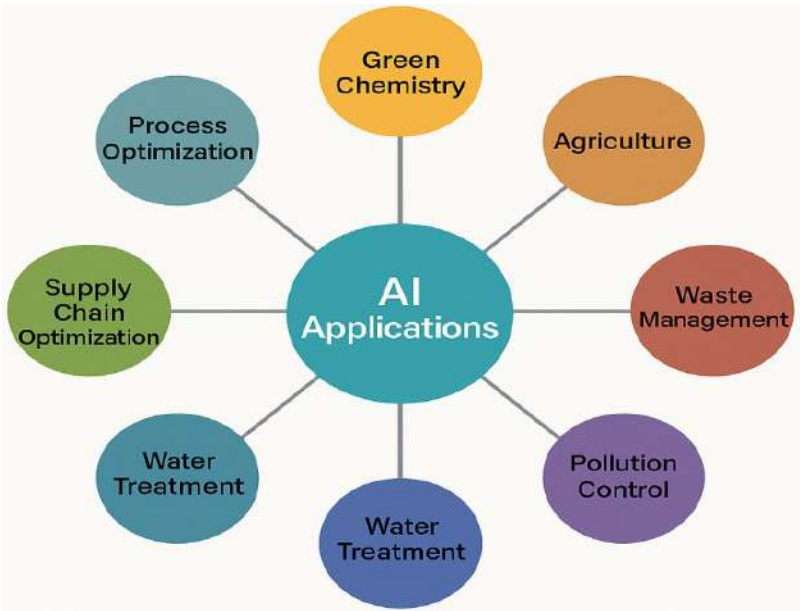 Green
Chemistry
Process
Optimization
Agriculture
AI
Applications
Supply
Chain
Optimization
Waste
Management
Water
Treatment
Pollution
Control
Water
Treatment